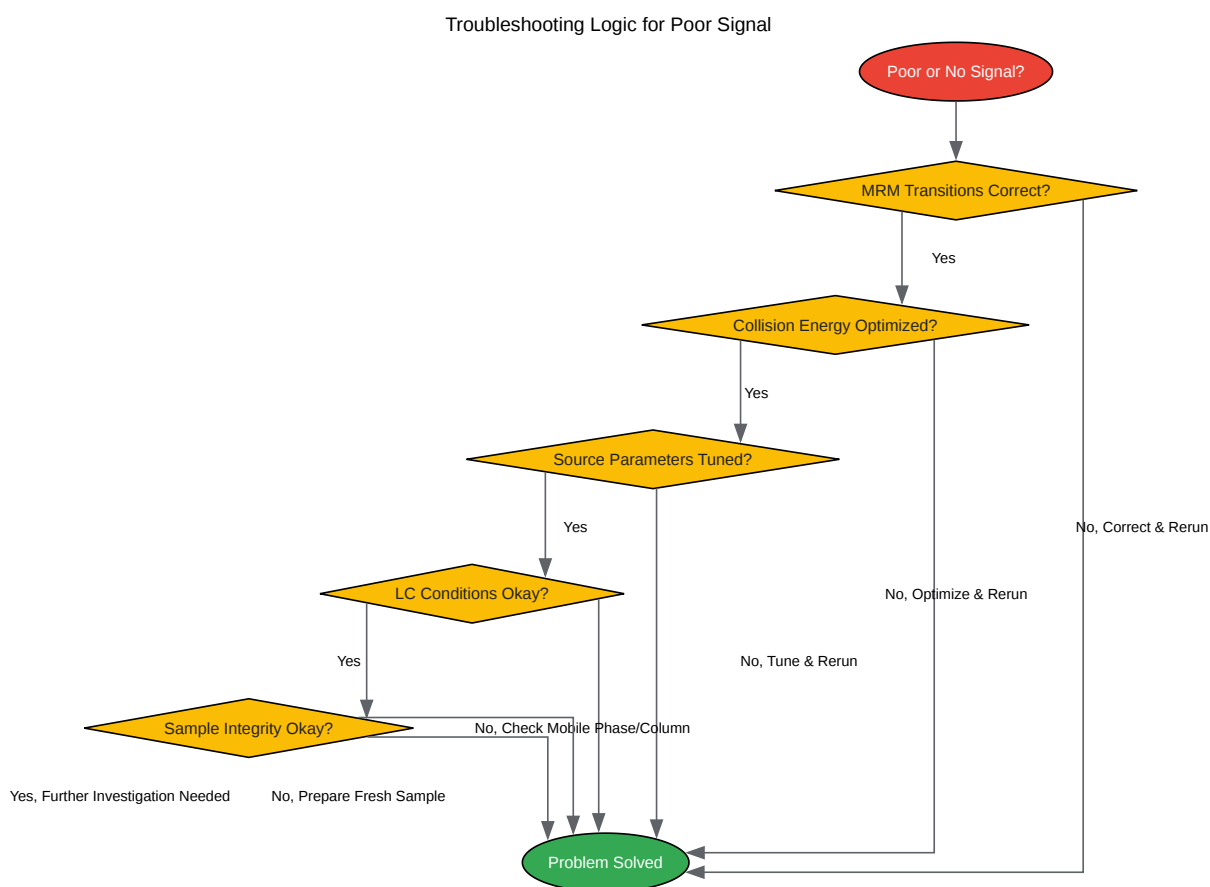 Troubleshooting Logic for Poor Signal
Poor or No Signal?
MRM Transitions Correct?
Yes
Collision Energy Optimized?
Yes
Source Parameters Tuned?
Yes
No, Correct & Rerun
LC Conditions Okay?
No, Optimize & Rerun
Yes
No, Tune & Rerun
Sample Integrity Okay?
No, Check Mobile Phase/Column
Yes, Further Investigation Needed
No, Prepare Fresh Sample
Problem Solved